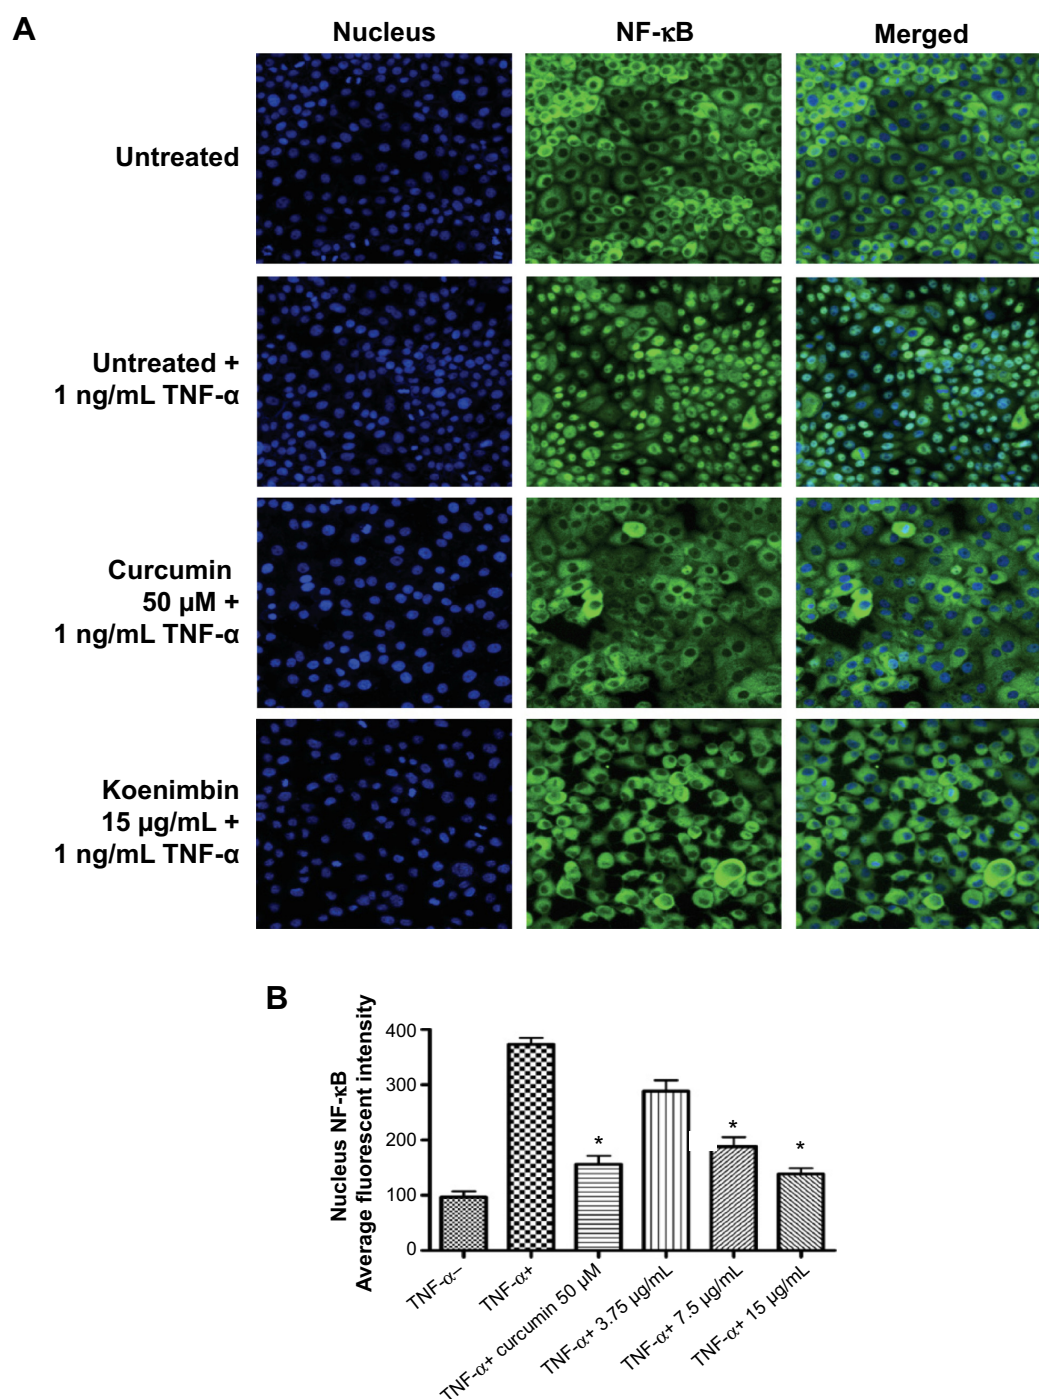 A
Nucleus
NF-κB
Merged
Untreated
Untreated +
1 ng/mL TNF-α
Curcumin
50 µM +
1 ng/mL TNF-α
Koenimbin
15 µg/mL +
1 ng/mL TNF-α
B
Nucleus NF-κB
Average fluorescent intensity
400
300
200
100
0
*
*
*
TNF-α–
TNF-α+
TNF-α+ curcumin 50 µM
TNF-α+ 3.75 µg/mL
TNF-α+ 7.5 µg/mL
TNF-α+ 15 µg/mL